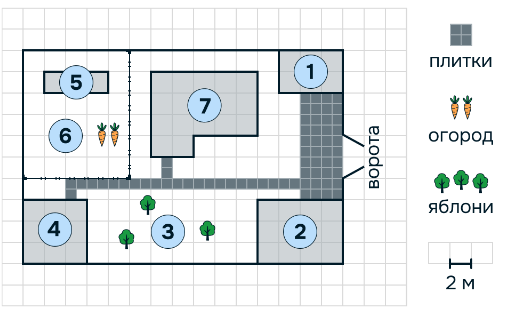 1
5
плитки
7
6
ворота
огород
яблони
4
3
2
2 м